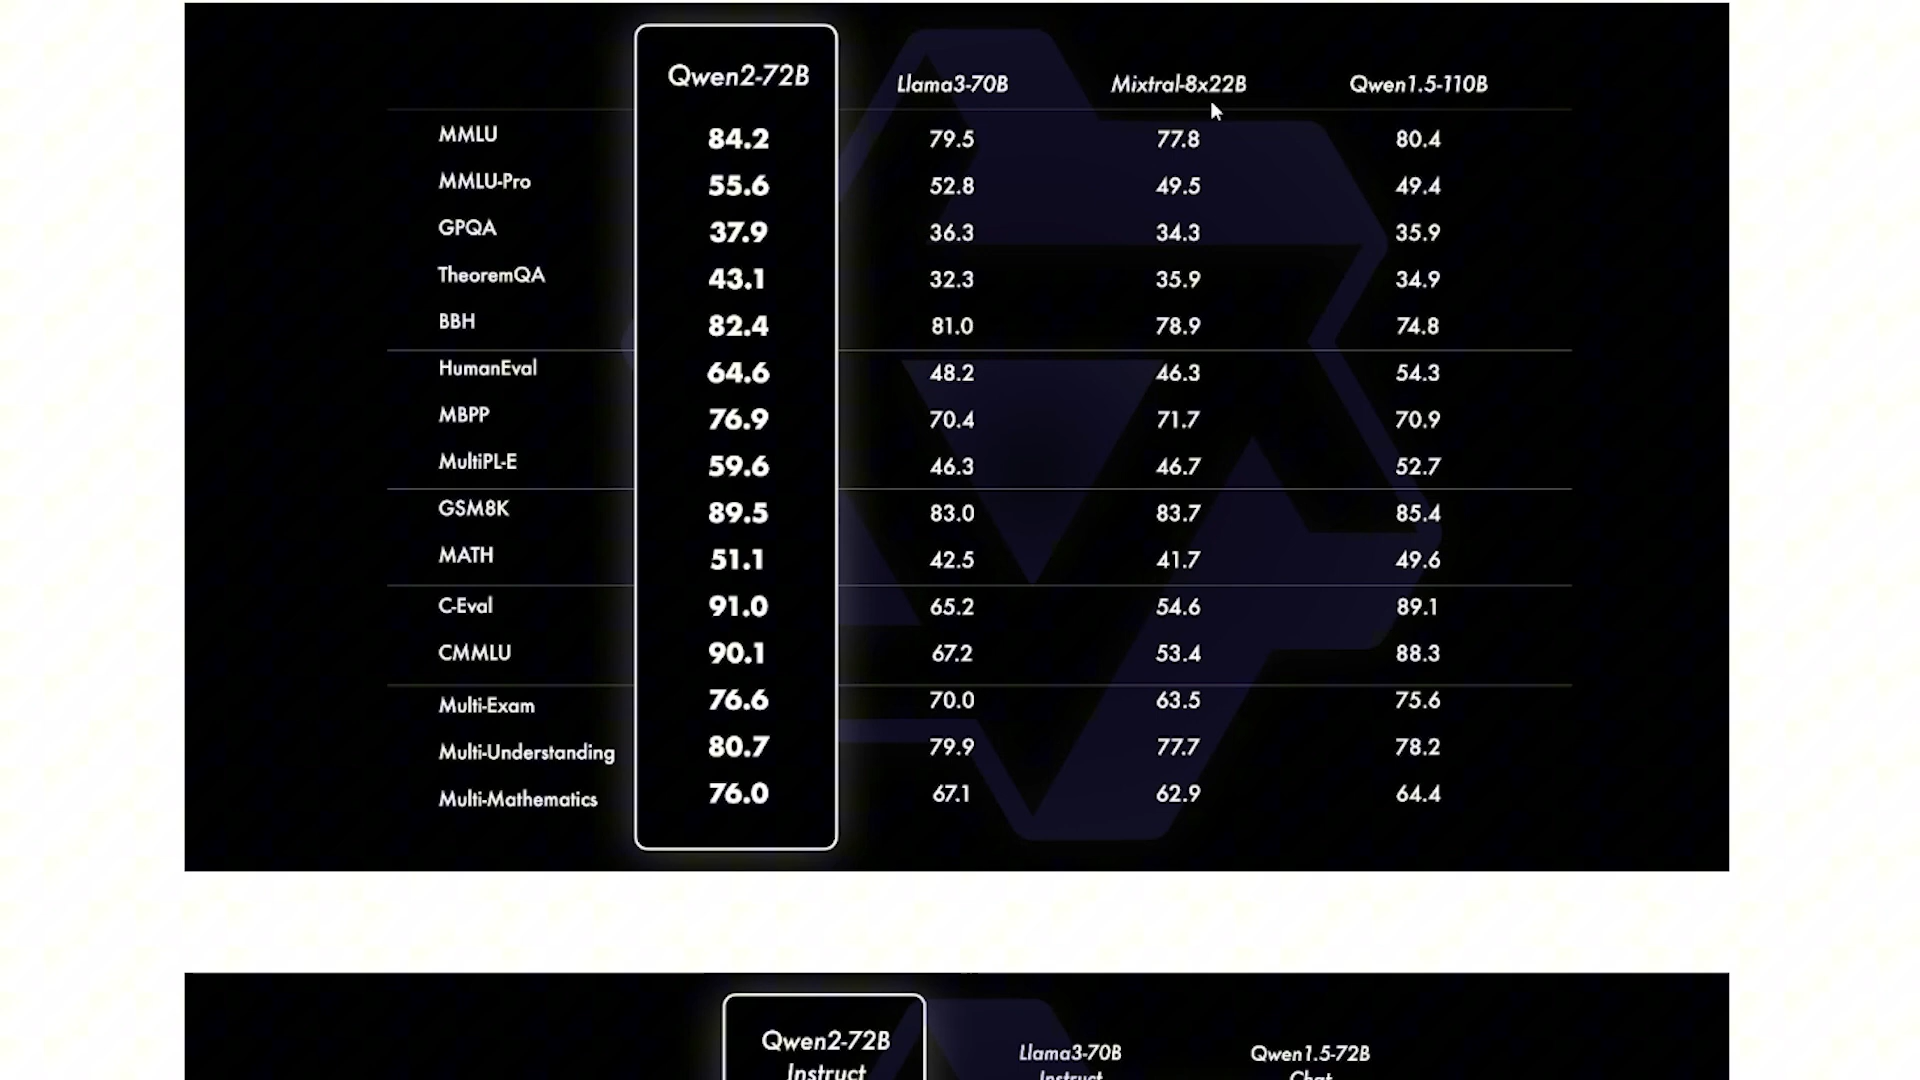 Qwen2-72B Llama3-70B Mixtral-8x22B Qwen1.5-110B
MMLU 84.2 79.5 77.8 80.4
MMLU-Pro 55.6 52.8 49.5 49.4
GPQA 37.9 36.3 34.3 35.9
TheoremQA 43.1 32.3 35.9 34.9
BBH 82.4 81.0 78.9 74.8
HumanEval 64.6 48.2 46.3 54.3
MBPP 76.9 70.4 71.7 70.9
MultiPL-E 59.6 46.3 46.7 52.7
GSM8K 89.5 83.0 83.7 85.4
MATH 51.1 42.5 41.7 49.6
C-Eval 91.0 65.2 54.6 89.1
CMMLU 90.1 67.2 53.4 88.3
Multi-Exam 76.6 70.0 63.5 75.6
Multi-Understanding 80.7 79.9 77.7 78.2
Multi-Mathematics 76.0 67.1 62.9 64.4
Qwen2-72B Llama3-70B Qwen1.5-72B
Instruct Instruct Chat